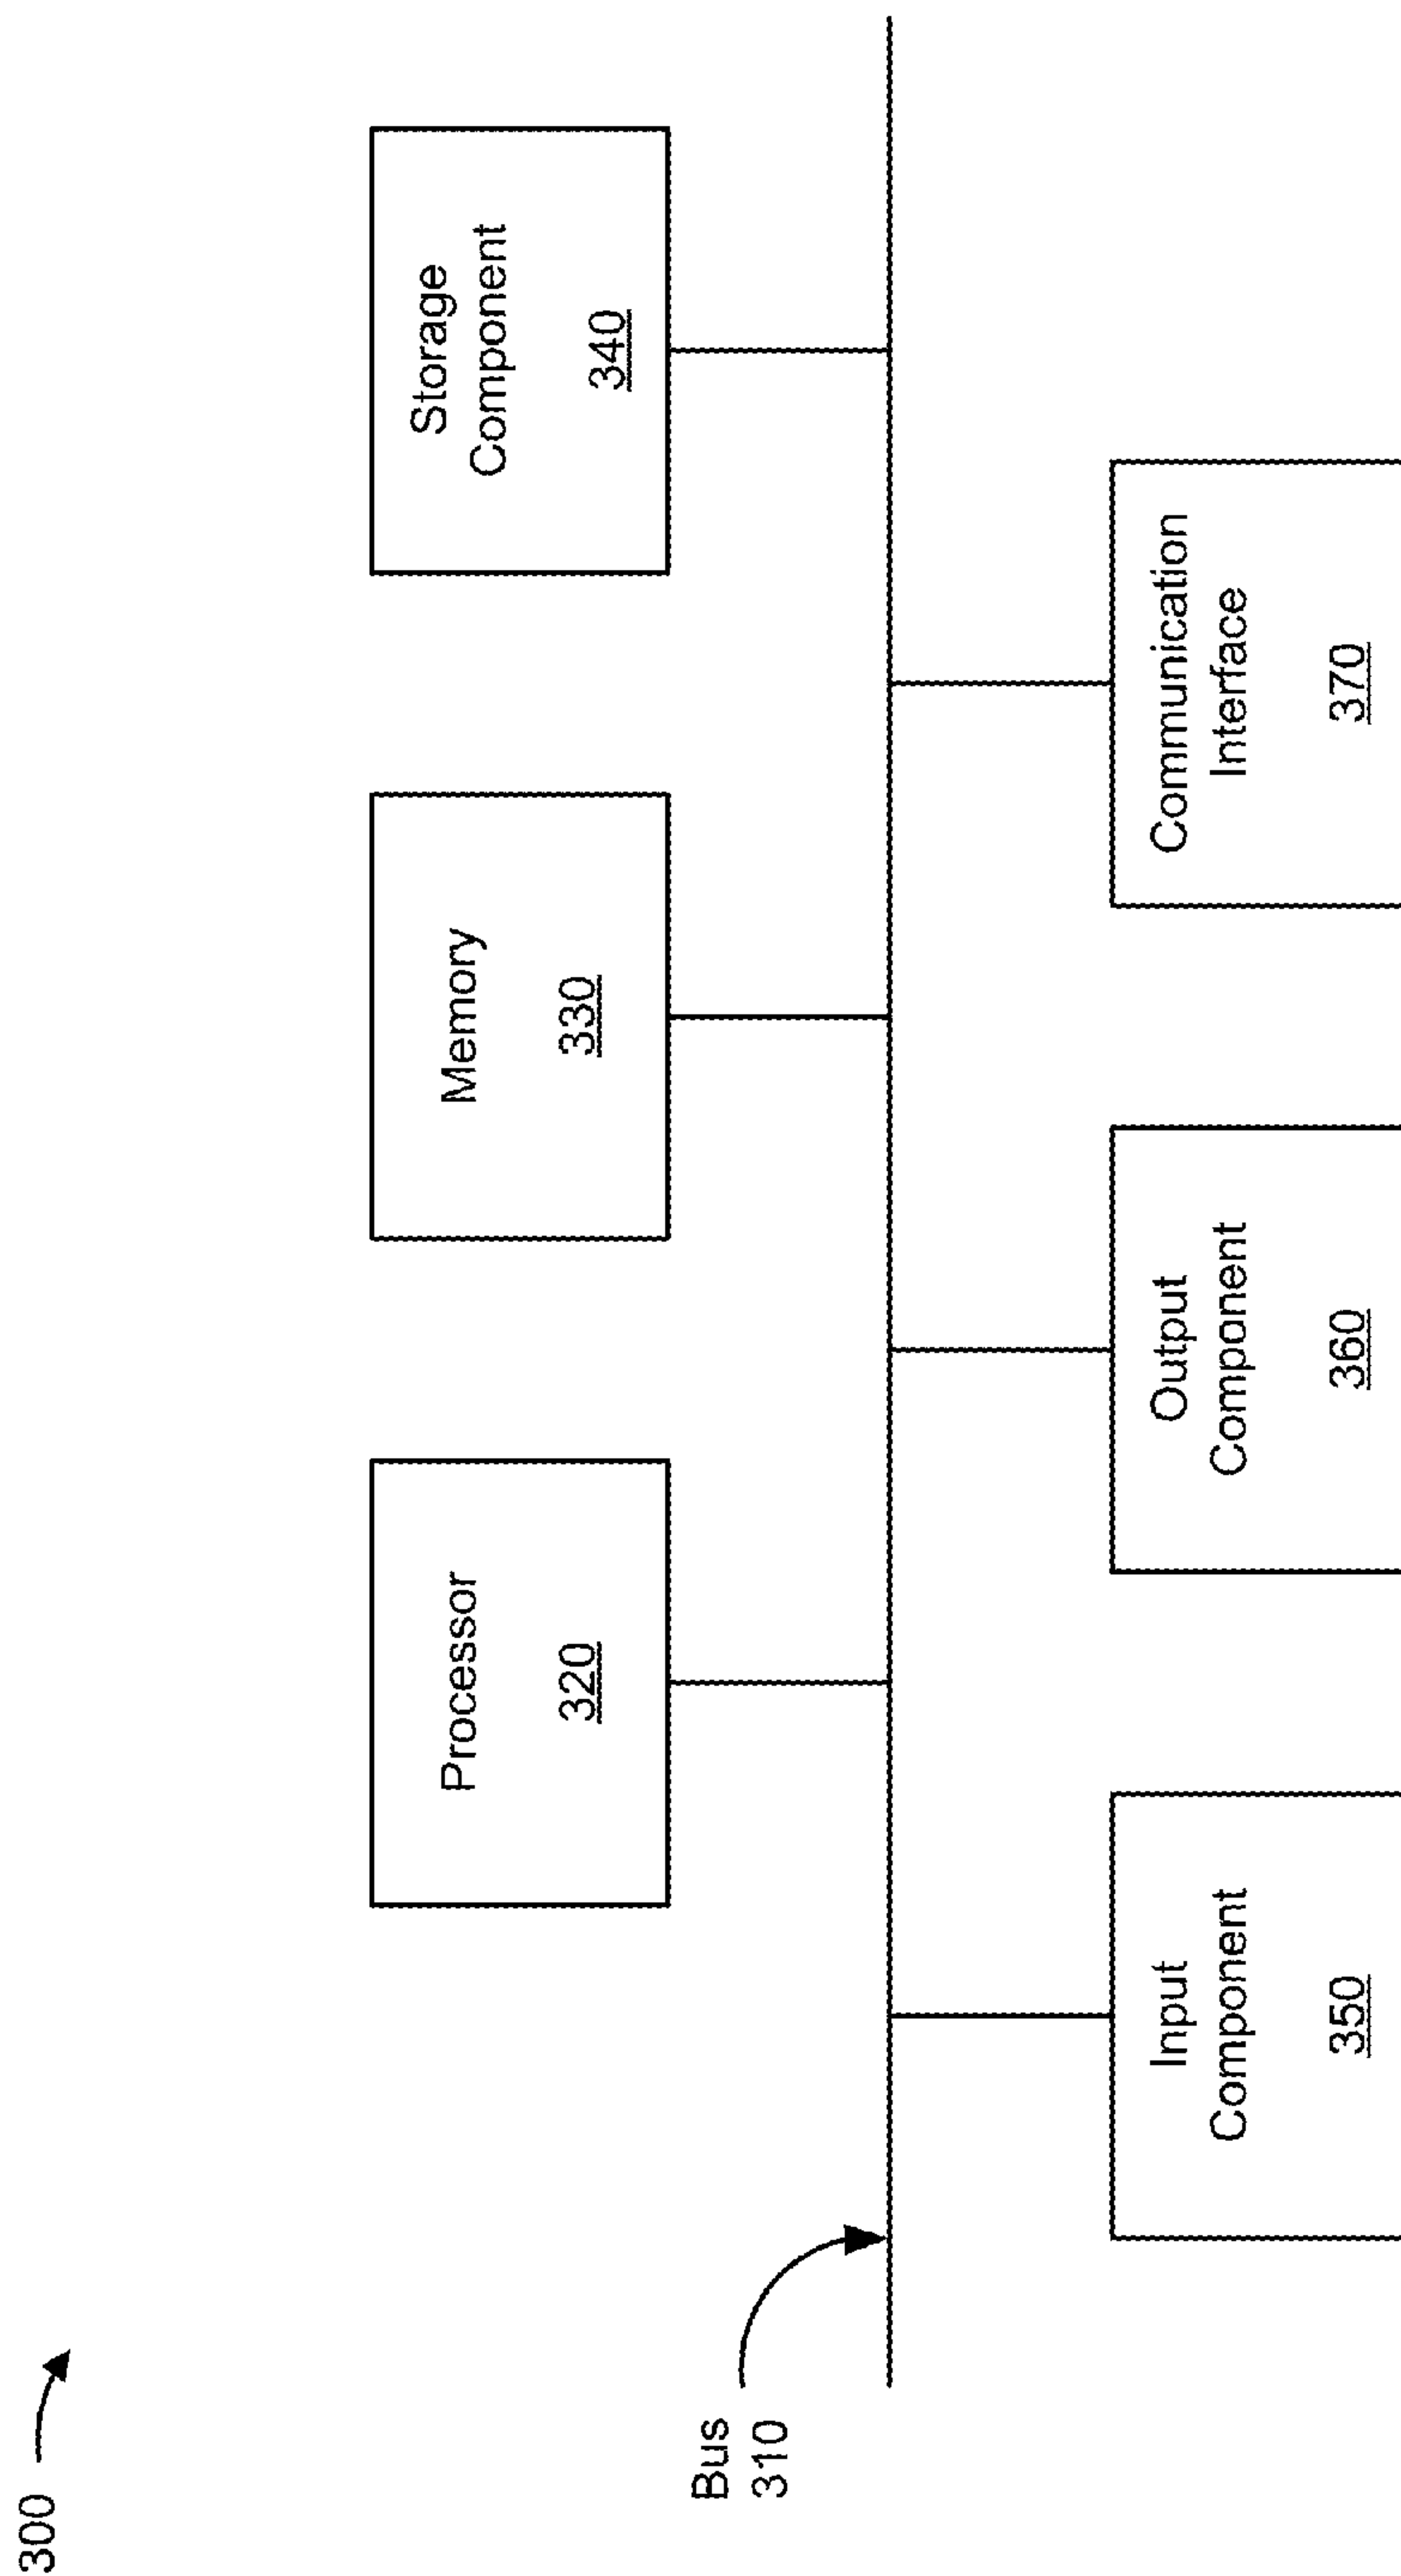 300
Processor
320
Memory
330
Storage
Component
340
Bus
310
Input
Component
350
Output
Component
360
Communication
Interface
370